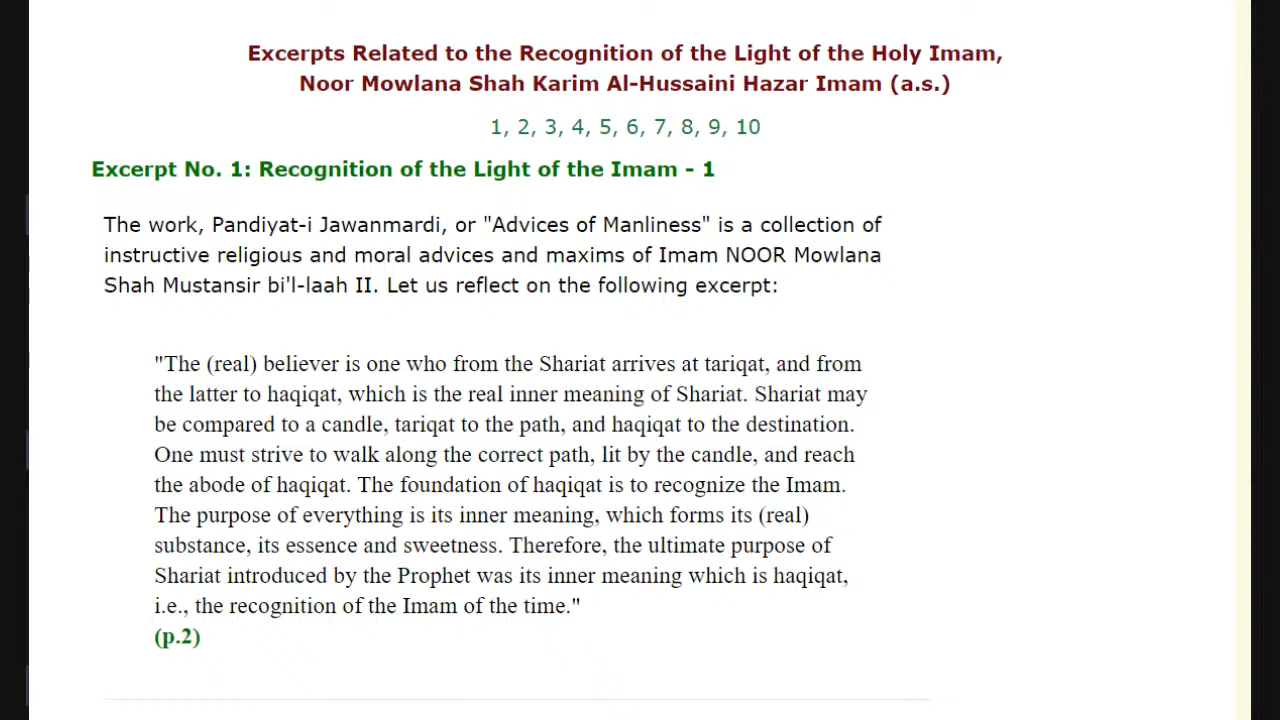 Excerpts Related to the Recognition of the Light of the Holy Imam,
Noor Mowlana Shah Karim Al-Hussaini Hazar Imam (a.s.)
1, 2, 3, 4, 5, 6, 7, 8, 9, 10
Excerpt No. 1: Recognition of the Light of the Imam - 1
The work, Pandiyat-i Jawanmardi, or "Advices of Manliness" is a collection of
instructive religious and moral advices and maxims of Imam NOOR Mowlana
Shah Mustansir bi'l-laah II. Let us reflect on the following excerpt:
"The (real) believer is one who from the Shariat arrives at tariqat, and from
the latter to haqiqat, which is the real inner meaning of Shariat. Shariat may
be compared to a candle, tariqat to the path, and haqiqat to the destination.
One must strive to walk along the correct path, lit by the candle, and reach
the abode of haqiqat. The foundation of haqiqat is to recognize the Imam.
The purpose of everything is its inner meaning, which forms its (real)
substance, its essence and sweetness. Therefore, the ultimate purpose of
Shariat introduced by the Prophet was its inner meaning which is haqiqat,
i.e., the recognition of the Imam of the time."
(p.2)